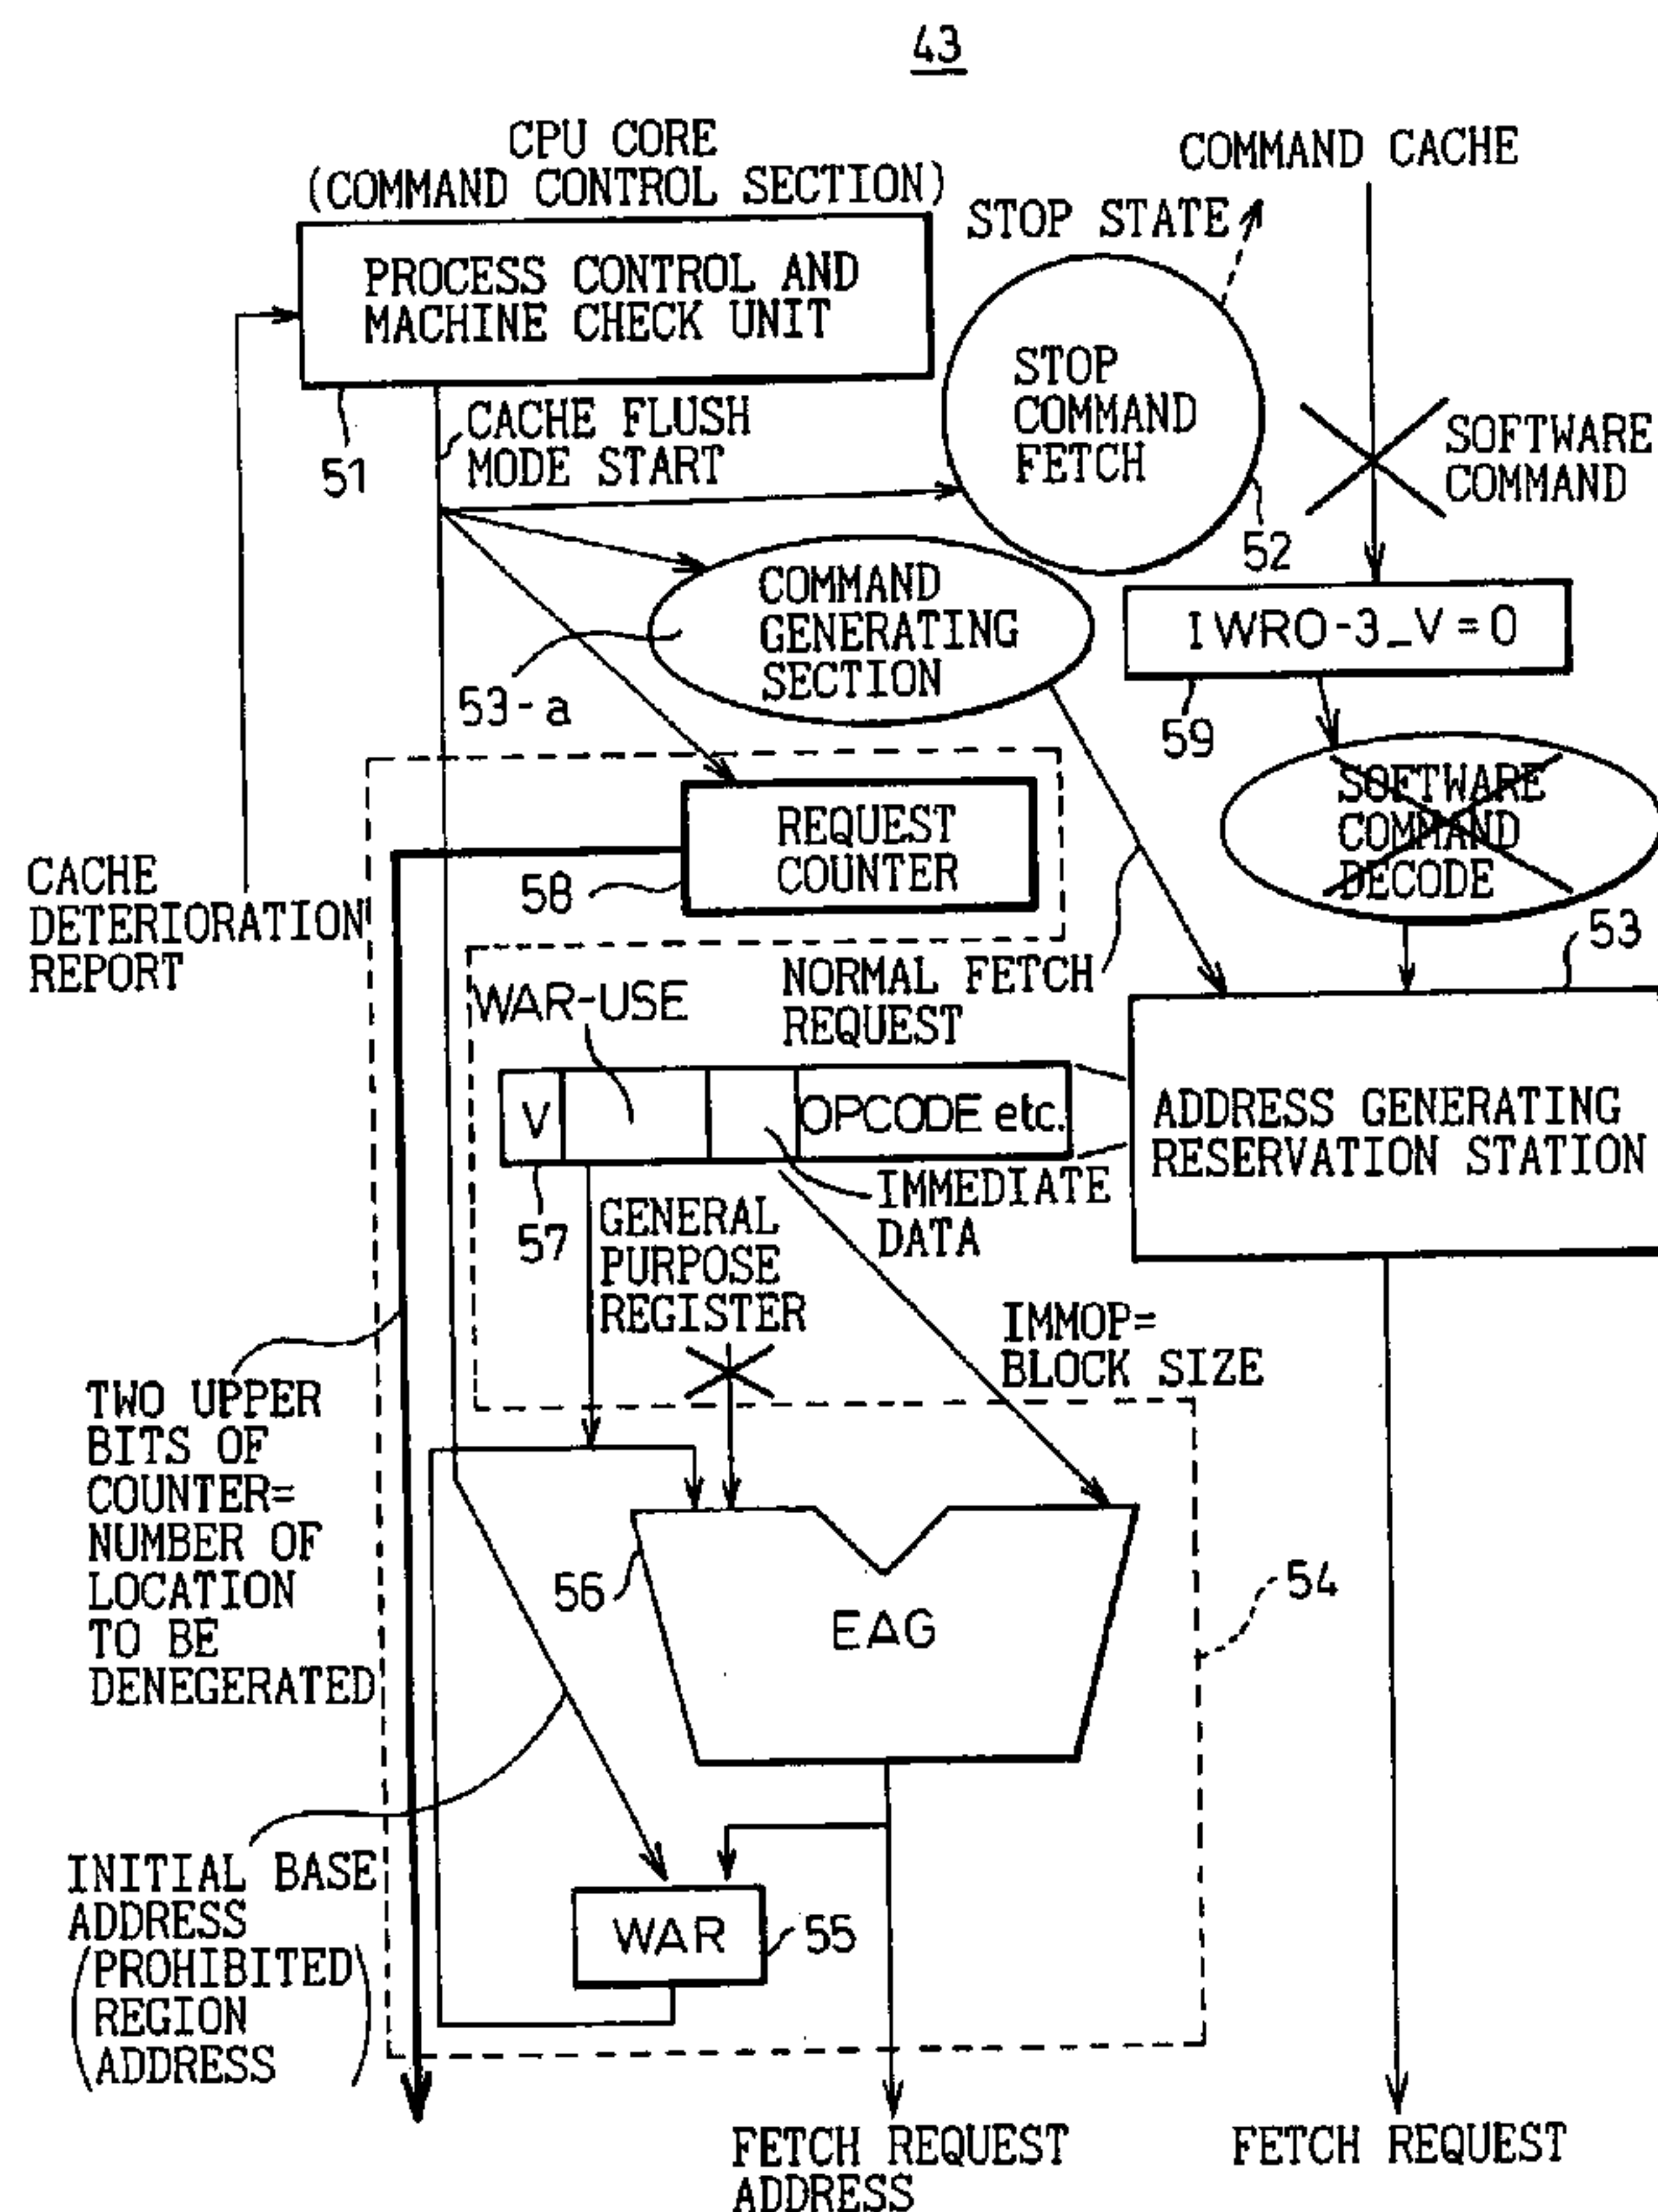 43
CPU CORE
(COMMAND CONTROL SECTION)
COMMAND CACHE
STOP STATE
PROCESS CONTROL AND
MACHINE CHECK UNIT
51
CACHE FLUSH
MODE START
STOP
COMMAND
FETCH
52
SOFTWARE
COMMAND
COMMAND
GENERATING
SECTION
53-a
IWRO-3_V=0
59
SOFTWARE
COMMAND
DECODE
53
REQUEST
COUNTER
58
CACHE
DETERIORATION
REPORT
NORMAL FETCH
REQUEST
WAR-USE
V
OPCODE etc.
57
IMMEDIATE
DATA
ADDRESS GENERATING
RESERVATION STATION
GENERAL
PURPOSE
REGISTER
IMMOP=
BLOCK SIZE
TWO UPPER
BITS OF
COUNTER=
NUMBER OF
LOCATION
TO BE
DENEGERATED
56
EAG
54
INITIAL BASE
ADDRESS
(PROHIBITED
REGION
ADDRESS)
WAR
55
FETCH REQUEST
ADDRESS
FETCH REQUEST